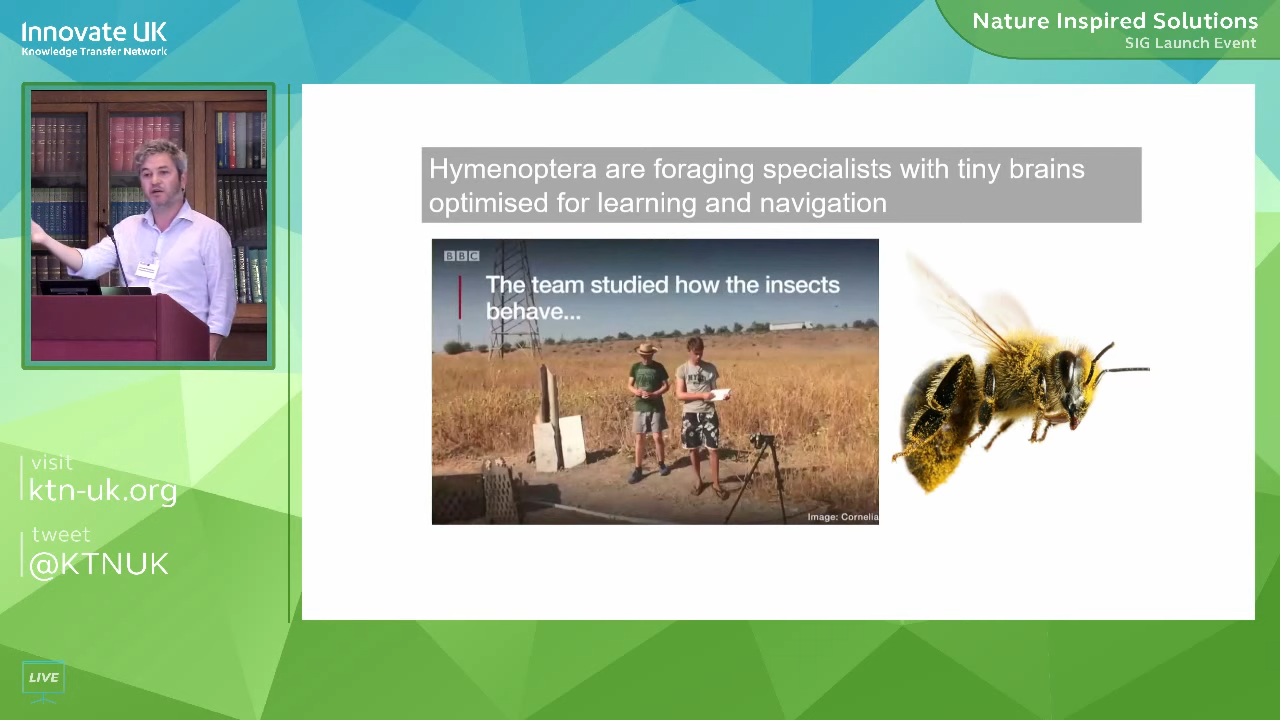 Innovate UK
Knowledge Transfer Network
Nature Inspired Solutions
SIG Launch Event
Hymenoptera are foraging specialists with tiny brains
optimised for learning and navigation
BBC
The team studied how the insects
behave...
Image: Cornelia
visit
ktn-uk.org
tweet
@KTNUK
LIVE